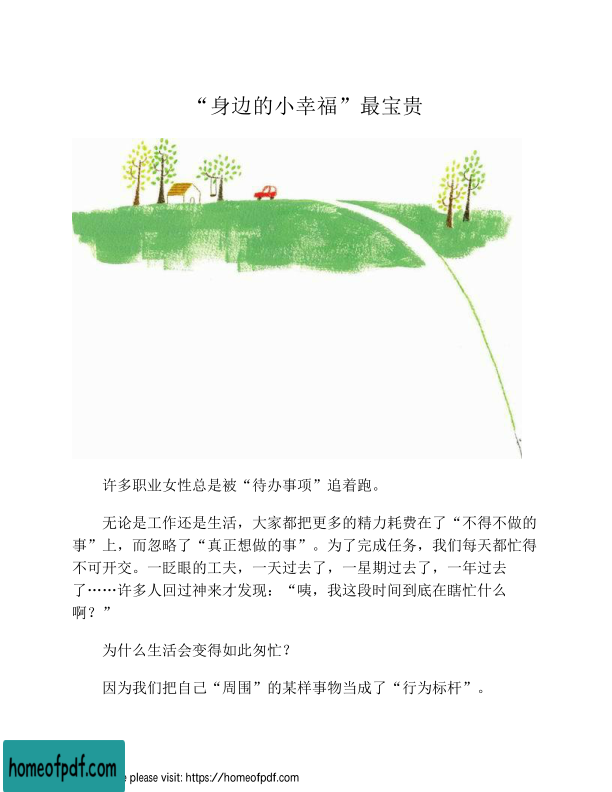 “身边的小幸福”最宝贵
许多职业女性总是被“待办事项”追着跑。
无论是工作还是生活，大家都把更多的精力耗费在了“不得不做的
事”上，而忽略了“真正想做的事”。为了完成任务，我们每天都忙得
不可开交。一眨眼的工夫，一天过去了，一星期过去了，一年过去
了……许多人回过神来才发现：“咦，我这段时间到底在瞎忙什么
啊？”
为什么生活会变得如此匆忙？
因为我们把自己“周围”的某样事物当成了“行为标杆”。
homeofpdf.com
e please visit: https://homeofpdf.com